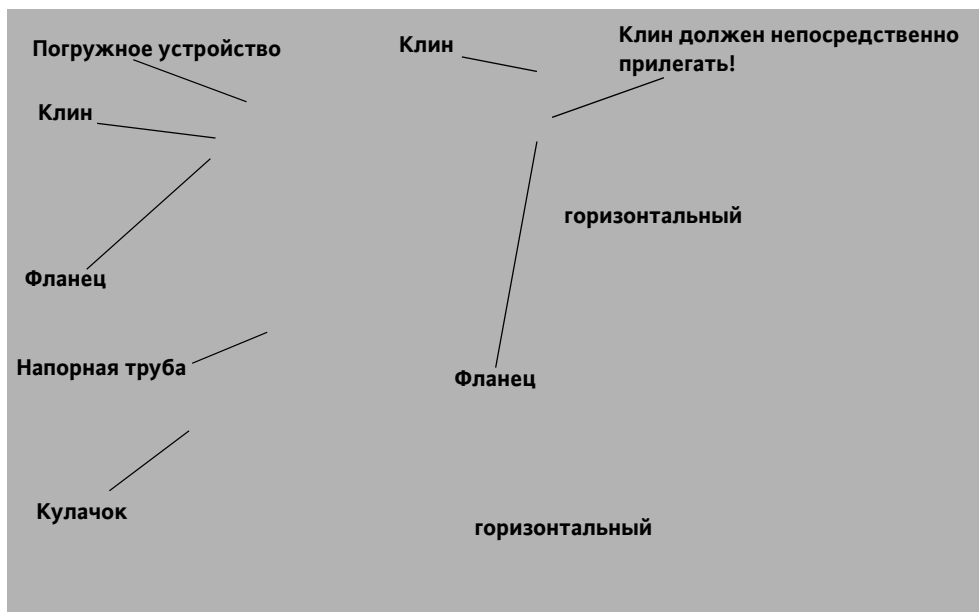 Погружное устройство
Клин
Клин должен непосредственно
прилегать!
Клин
горизонтальный
Фланец
Напорная труба
Фланец
Кулачок
горизонтальный